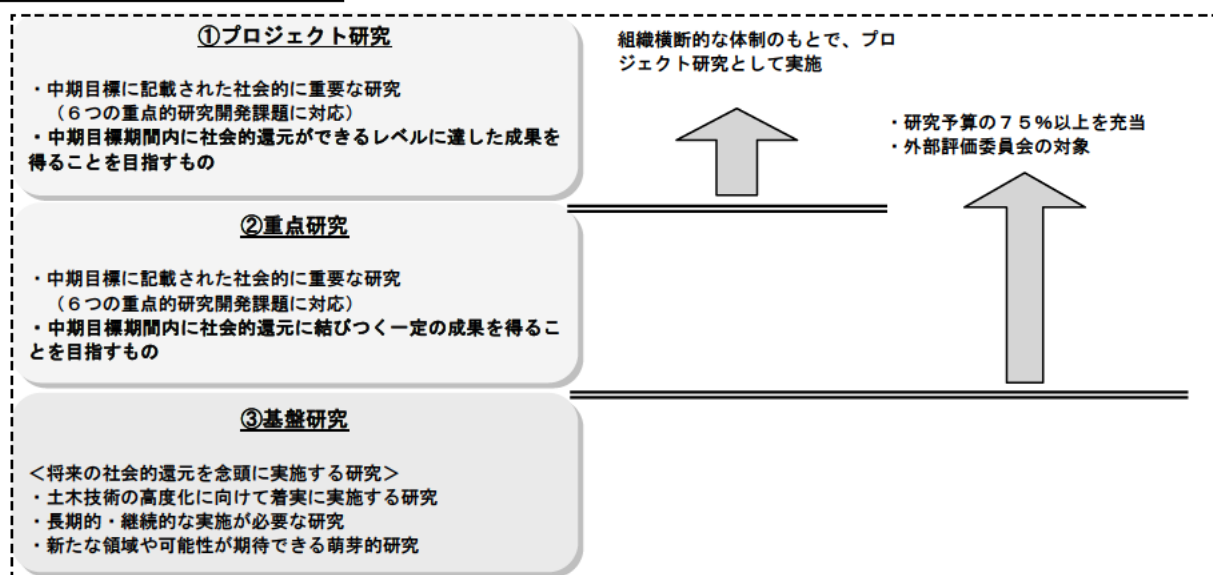 ①プロジェクト研究
・中期目標に記載された社会的に重要な研究
（６つの重点的研究開発課題に対応）
・中期目標期間内に社会的還元ができるレベルに達した成果を
得ることを目指すもの
組織横断的な体制のもとで、プロ
ジェクト研究として実施
・研究予算の７５％以上を充当
・外部評価委員会の対象
②重点研究
・中期目標に記載された社会的に重要な研究
（６つの重点的研究開発課題に対応）
・中期目標期間内に社会的還元に結びつく一定の成果を得るこ
とを目指すもの
③基盤研究
＜将来の社会的還元を念頭に実施する研究＞
・土木技術の高度化に向けて着実に実施する研究
・長期的・継続的な実施が必要な研究
・新たな領域や可能性が期待できる萌芽的研究